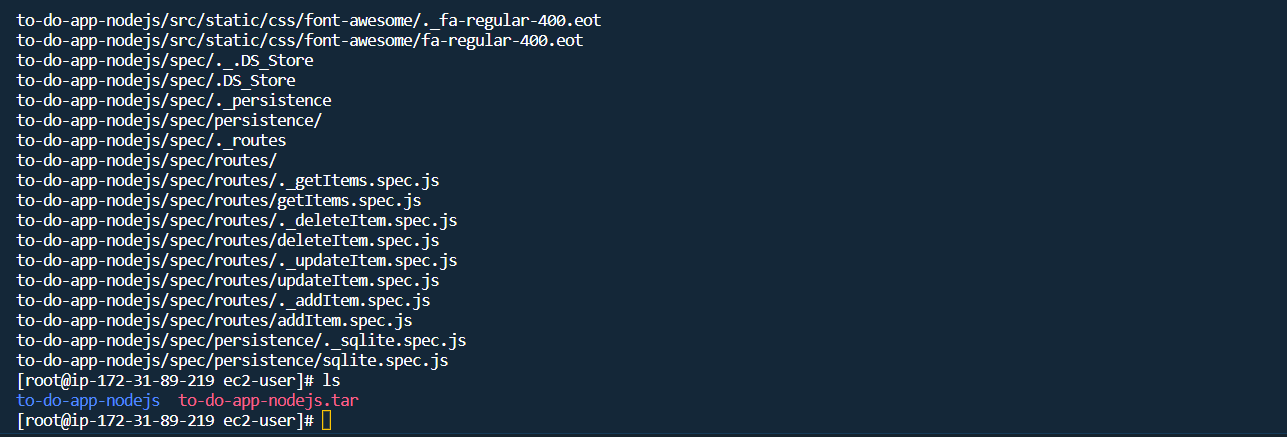 to-do-app-nodejs/src/static/css/font-awesome/._fa-regular-400.eot
to-do-app-nodejs/src/static/css/font-awesome/fa-regular-400.eot
to-do-app-nodejs/spec/._.DS_Store
to-do-app-nodejs/spec/.DS_Store
to-do-app-nodejs/spec/._persistence
to-do-app-nodejs/spec/persistence/
to-do-app-nodejs/spec/._routes
to-do-app-nodejs/spec/routes/
to-do-app-nodejs/spec/routes/._getItems.spec.js
to-do-app-nodejs/spec/routes/getItems.spec.js
to-do-app-nodejs/spec/routes/._deleteItem.spec.js
to-do-app-nodejs/spec/routes/deleteItem.spec.js
to-do-app-nodejs/spec/routes/._updateItem.spec.js
to-do-app-nodejs/spec/routes/updateItem.spec.js
to-do-app-nodejs/spec/routes/._addItem.spec.js
to-do-app-nodejs/spec/routes/addItem.spec.js
to-do-app-nodejs/spec/persistence/._sqlite.spec.js
to-do-app-nodejs/spec/persistence/sqlite.spec.js
[root@ip-172-31-89-219 ec2-user]# ls
to-do-app-nodejs  to-do-app-nodejs.tar
[root@ip-172-31-89-219 ec2-user]#